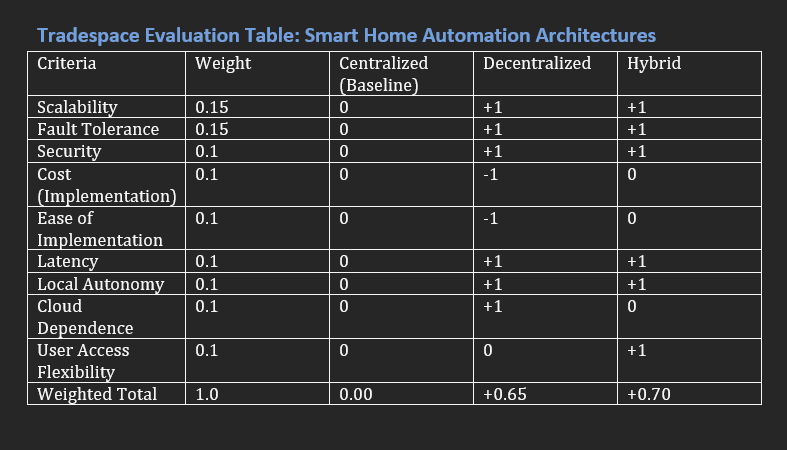 Tradespace Evaluation Table: Smart Home Automation Architectures
Criteria Weight Centralized (Baseline) Decentralized Hybrid
Scalability 0.15 0 +1 +1
Fault Tolerance 0.15 0 +1 +1
Security 0.1 0 +1 +1
Cost (Implementation) 0.1 0 -1 0
Ease of Implementation 0.1 0 -1 0
Latency 0.1 0 +1 +1
Local Autonomy 0.1 0 +1 +1
Cloud Dependence 0.1 0 +1 0
User Access Flexibility 0.1 0 0 +1
Weighted Total 1.0 0.00 +0.65 +0.70